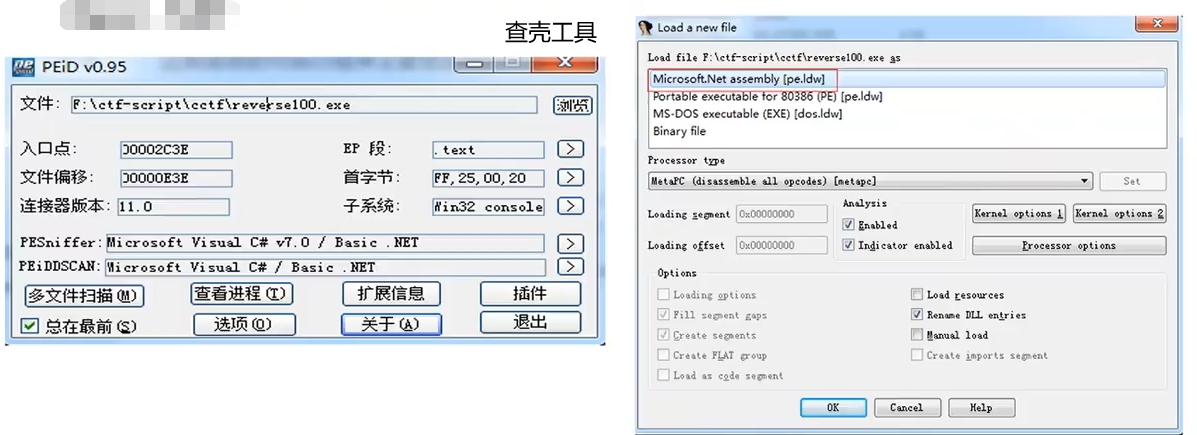 查壳工具
PEiD v0.95
文件: F:\ctf-script\cctf\reverse100.exe 浏览
入口点: 00002C3E EP 段: .text >
文件偏移: 00000E3E 首字节: FF,25,00,20 >
连接器版本: 11.0 子系统: Win32 console >
PESniffer: Microsoft Visual C# v7.0 / Basic .NET >
PEiDDSCAN: Microsoft Visual C# / Basic .NET >
多文件扫描(M) 查看进程(T) 扩展信息 插件
总在最前(S) 选项(O) 关于(A) 退出
Load a new file
Load file F:\ctf-script\cctf\reverse100.exe as
Microsoft.Net assembly [pe.ldw]
Portable executable for 80386 (PE) [pe.ldw]
MS-DOS executable (EXE) [dos.ldw]
Binary file
Processor type
MetaPC (disassemble all opcodes) [metapc] Set
Loading segment 0x00000000
Loading offset 0x00000000
Analysis
Enabled
Indicator enabled
Kernel options 1 Kernel options 2
Processor options
Options
Loading options
Fill segment gaps
Create segments
Create FLAT group
Load as code segment
Load resources
Rename DLL entries
Manual load
Create imports segment
OK Cancel Help